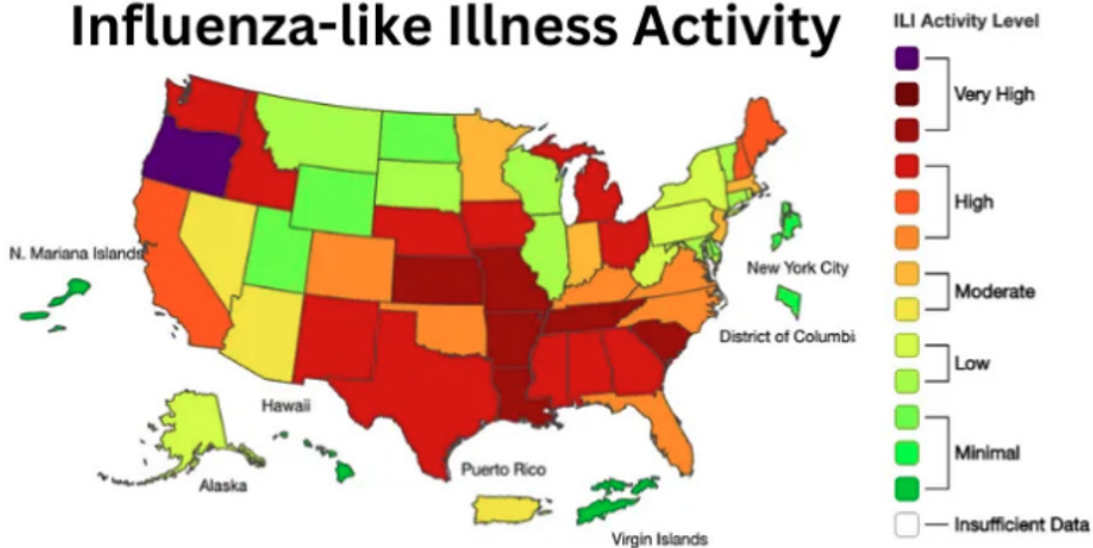 Influenza-like Illness Activity
ILI Activity Level
Very High
High
N. Mariana Islands
New York City
Moderate
District of Columbi
Low
Hawaii
Minimal
Puerto Rico
Alaska
Insufficient Data
Virgin Islands